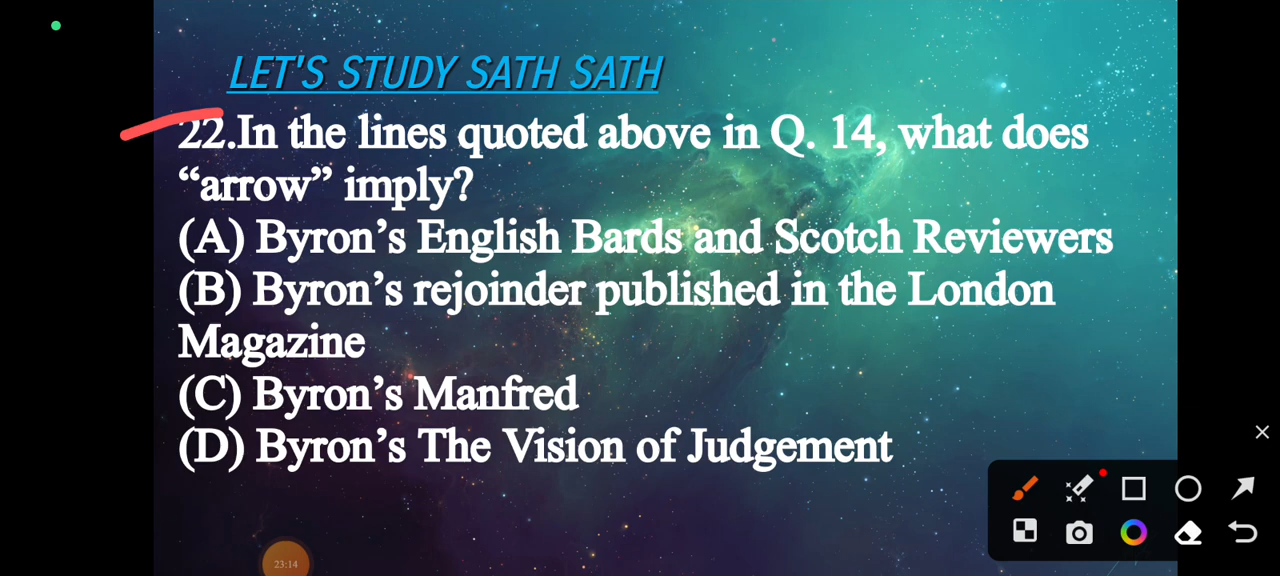 LET'S STUDY SATH SATH
22.In the lines quoted above in Q. 14, what does
“arrow” imply?
(A) Byron’s English Bards and Scotch Reviewers
(B) Byron’s rejoinder published in the London
Magazine
(C) Byron’s Manfred
(D) Byron’s The Vision of Judgement
23:14